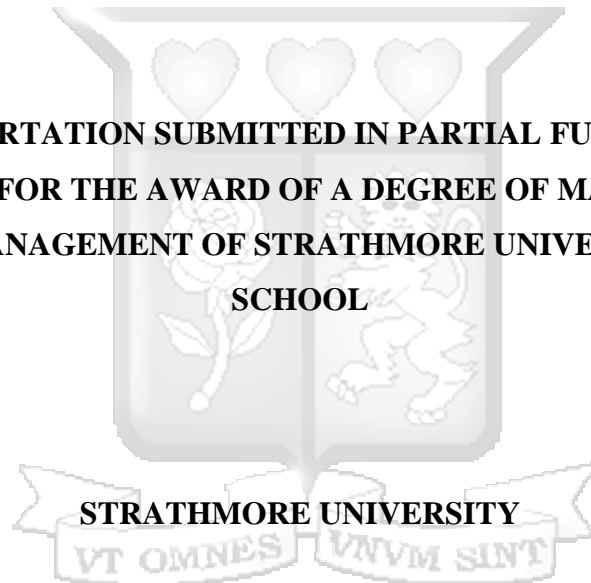 RTATION SUBMITTED IN PARTIAL FU
FOR THE AWARD OF A DEGREE OF MA
ANAGEMENT OF STRATHMORE UNIVE
SCHOOL
STRATHMORE UNIVERSITY
VT OMNES VNVM SINT